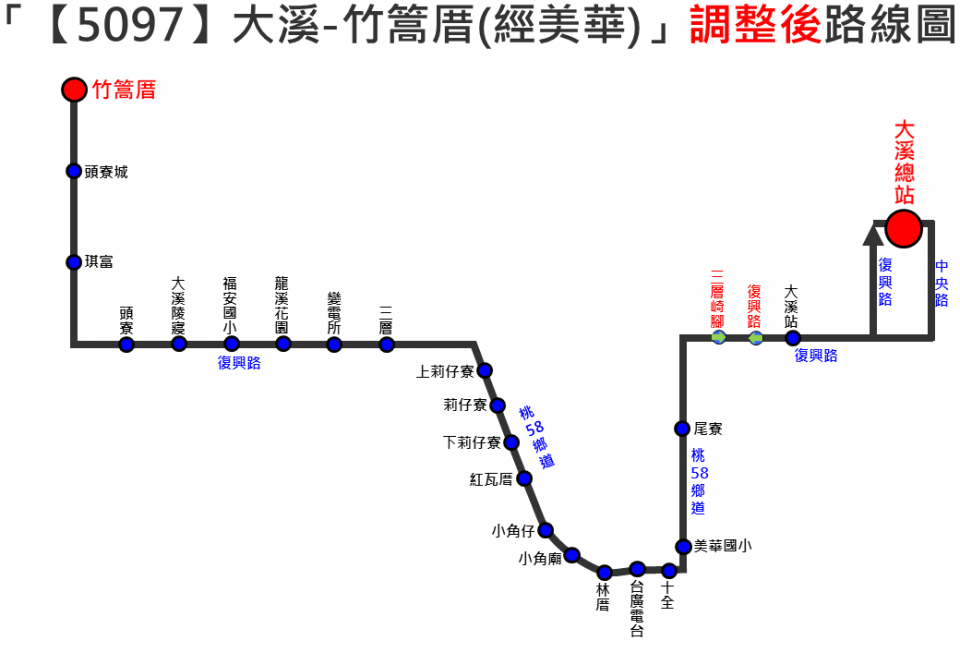 「【5097】大溪-竹篙厝(經美華)」調整後路線圖
竹篙厝
頭寮城
琪富
頭寮
大溪陵寢
福安國小
龍溪花園
變電所
三層
復興路
上莉仔寮
莉仔寮
下莉仔寮
紅瓦厝
桃58鄉道
小角仔
小角廟
林厝
台廣電台
十全
美華國小
桃58鄉道
尾寮
三層崎腳
復興路
大溪站
復興路
復興路
中央路
大溪總站